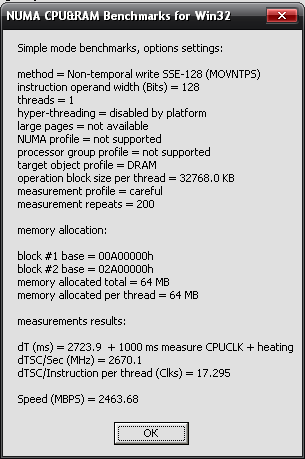 NUMA CPU&RAM Benchmarks for Win32
Simple mode benchmarks, options settings:
method = Non-temporal write SSE-128 (MOVNTPS)
instruction operand width (Bits) = 128
threads = 1
hyper-threading = disabled by platform
large pages = not available
NUMA profile = not supported
processor group profile = not supported
target object profile = DRAM
operation block size per thread = 32768.0 KB
measurement profile = careful
measurement repeats = 200
memory allocation:
block #1 base = 00A00000h
block #2 base = 02A00000h
memory allocated total = 64 MB
memory allocated per thread = 64 MB
measurements results:
dT (ms) = 2723.9  + 1000 ms measure CPUCLK + heating
dTSC/Sec (MHz) = 2670.1
dTSC/Instruction per thread (Clks) = 17.295
Speed (MBPS) = 2463.68
OK